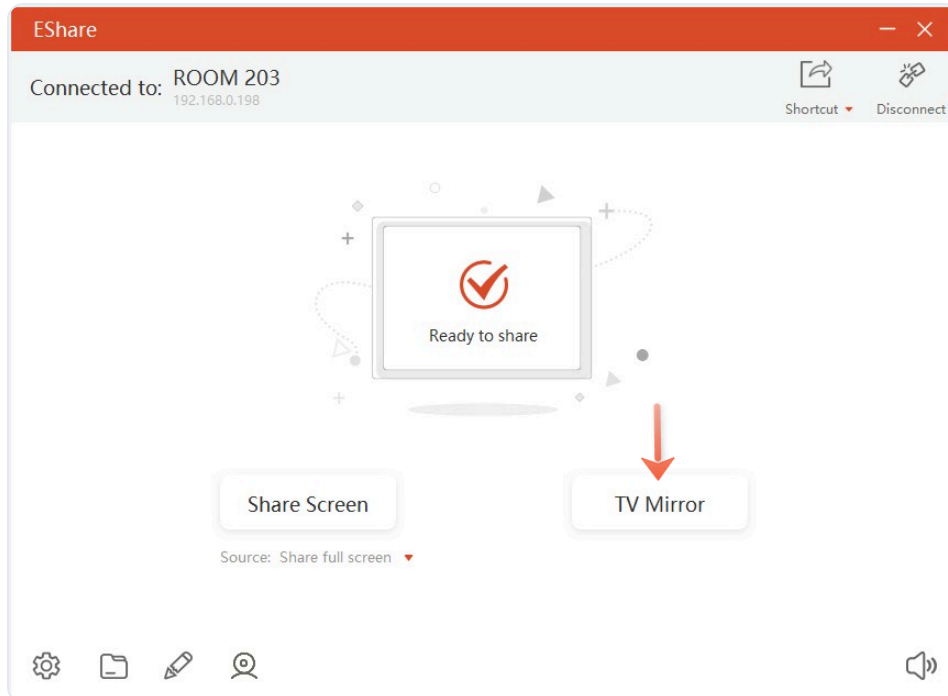 EShare
Connected to: ROOM 203
192.168.0.198
Shortcut
Disconnect
Ready to share
Share Screen
TV Mirror
Source: Share full screen